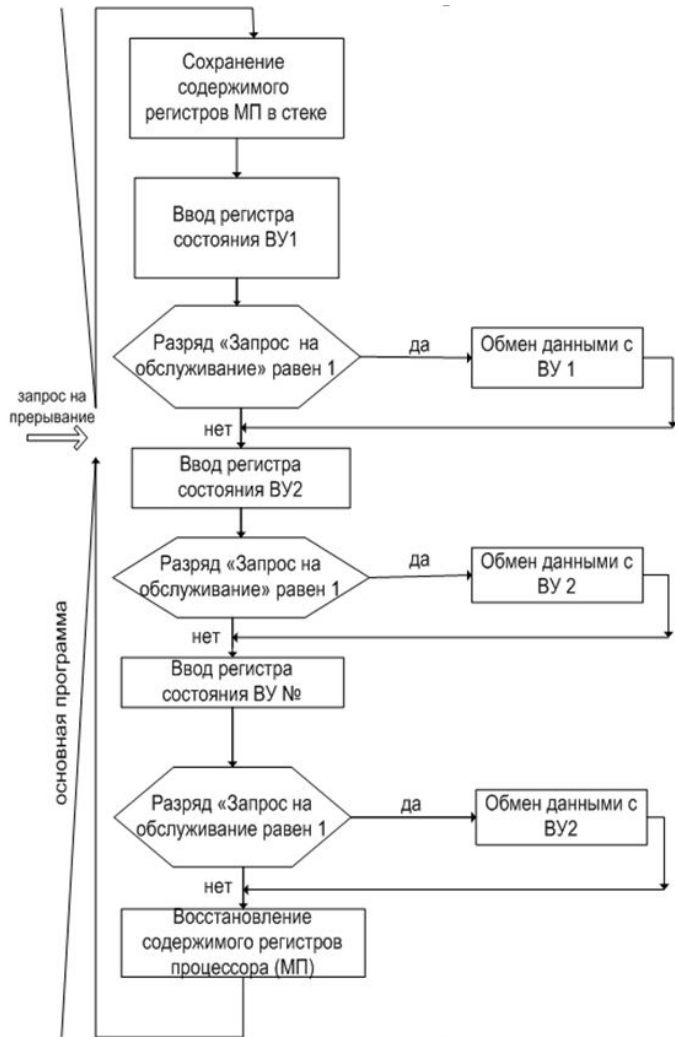 Сохранение
содержимого
регистров МП в стеке
Ввод регистра
состояния ВУ1
Разряд «Запрос на
обслуживание» равен 1
да
Обмен данными с
ВУ 1
запрос на
прерывание
нет
Ввод регистра
состояния ВУ2
Разряд «Запрос на
обслуживание» равен 1
да
Обмен данными с
ВУ 2
нет
основная программа
Ввод регистра
состояния ВУ №
Разряд «Запрос на
обслуживание равен 1
да
Обмен данными с
ВУ2
нет
Восстановление
содержимого регистров
процессора (МП)